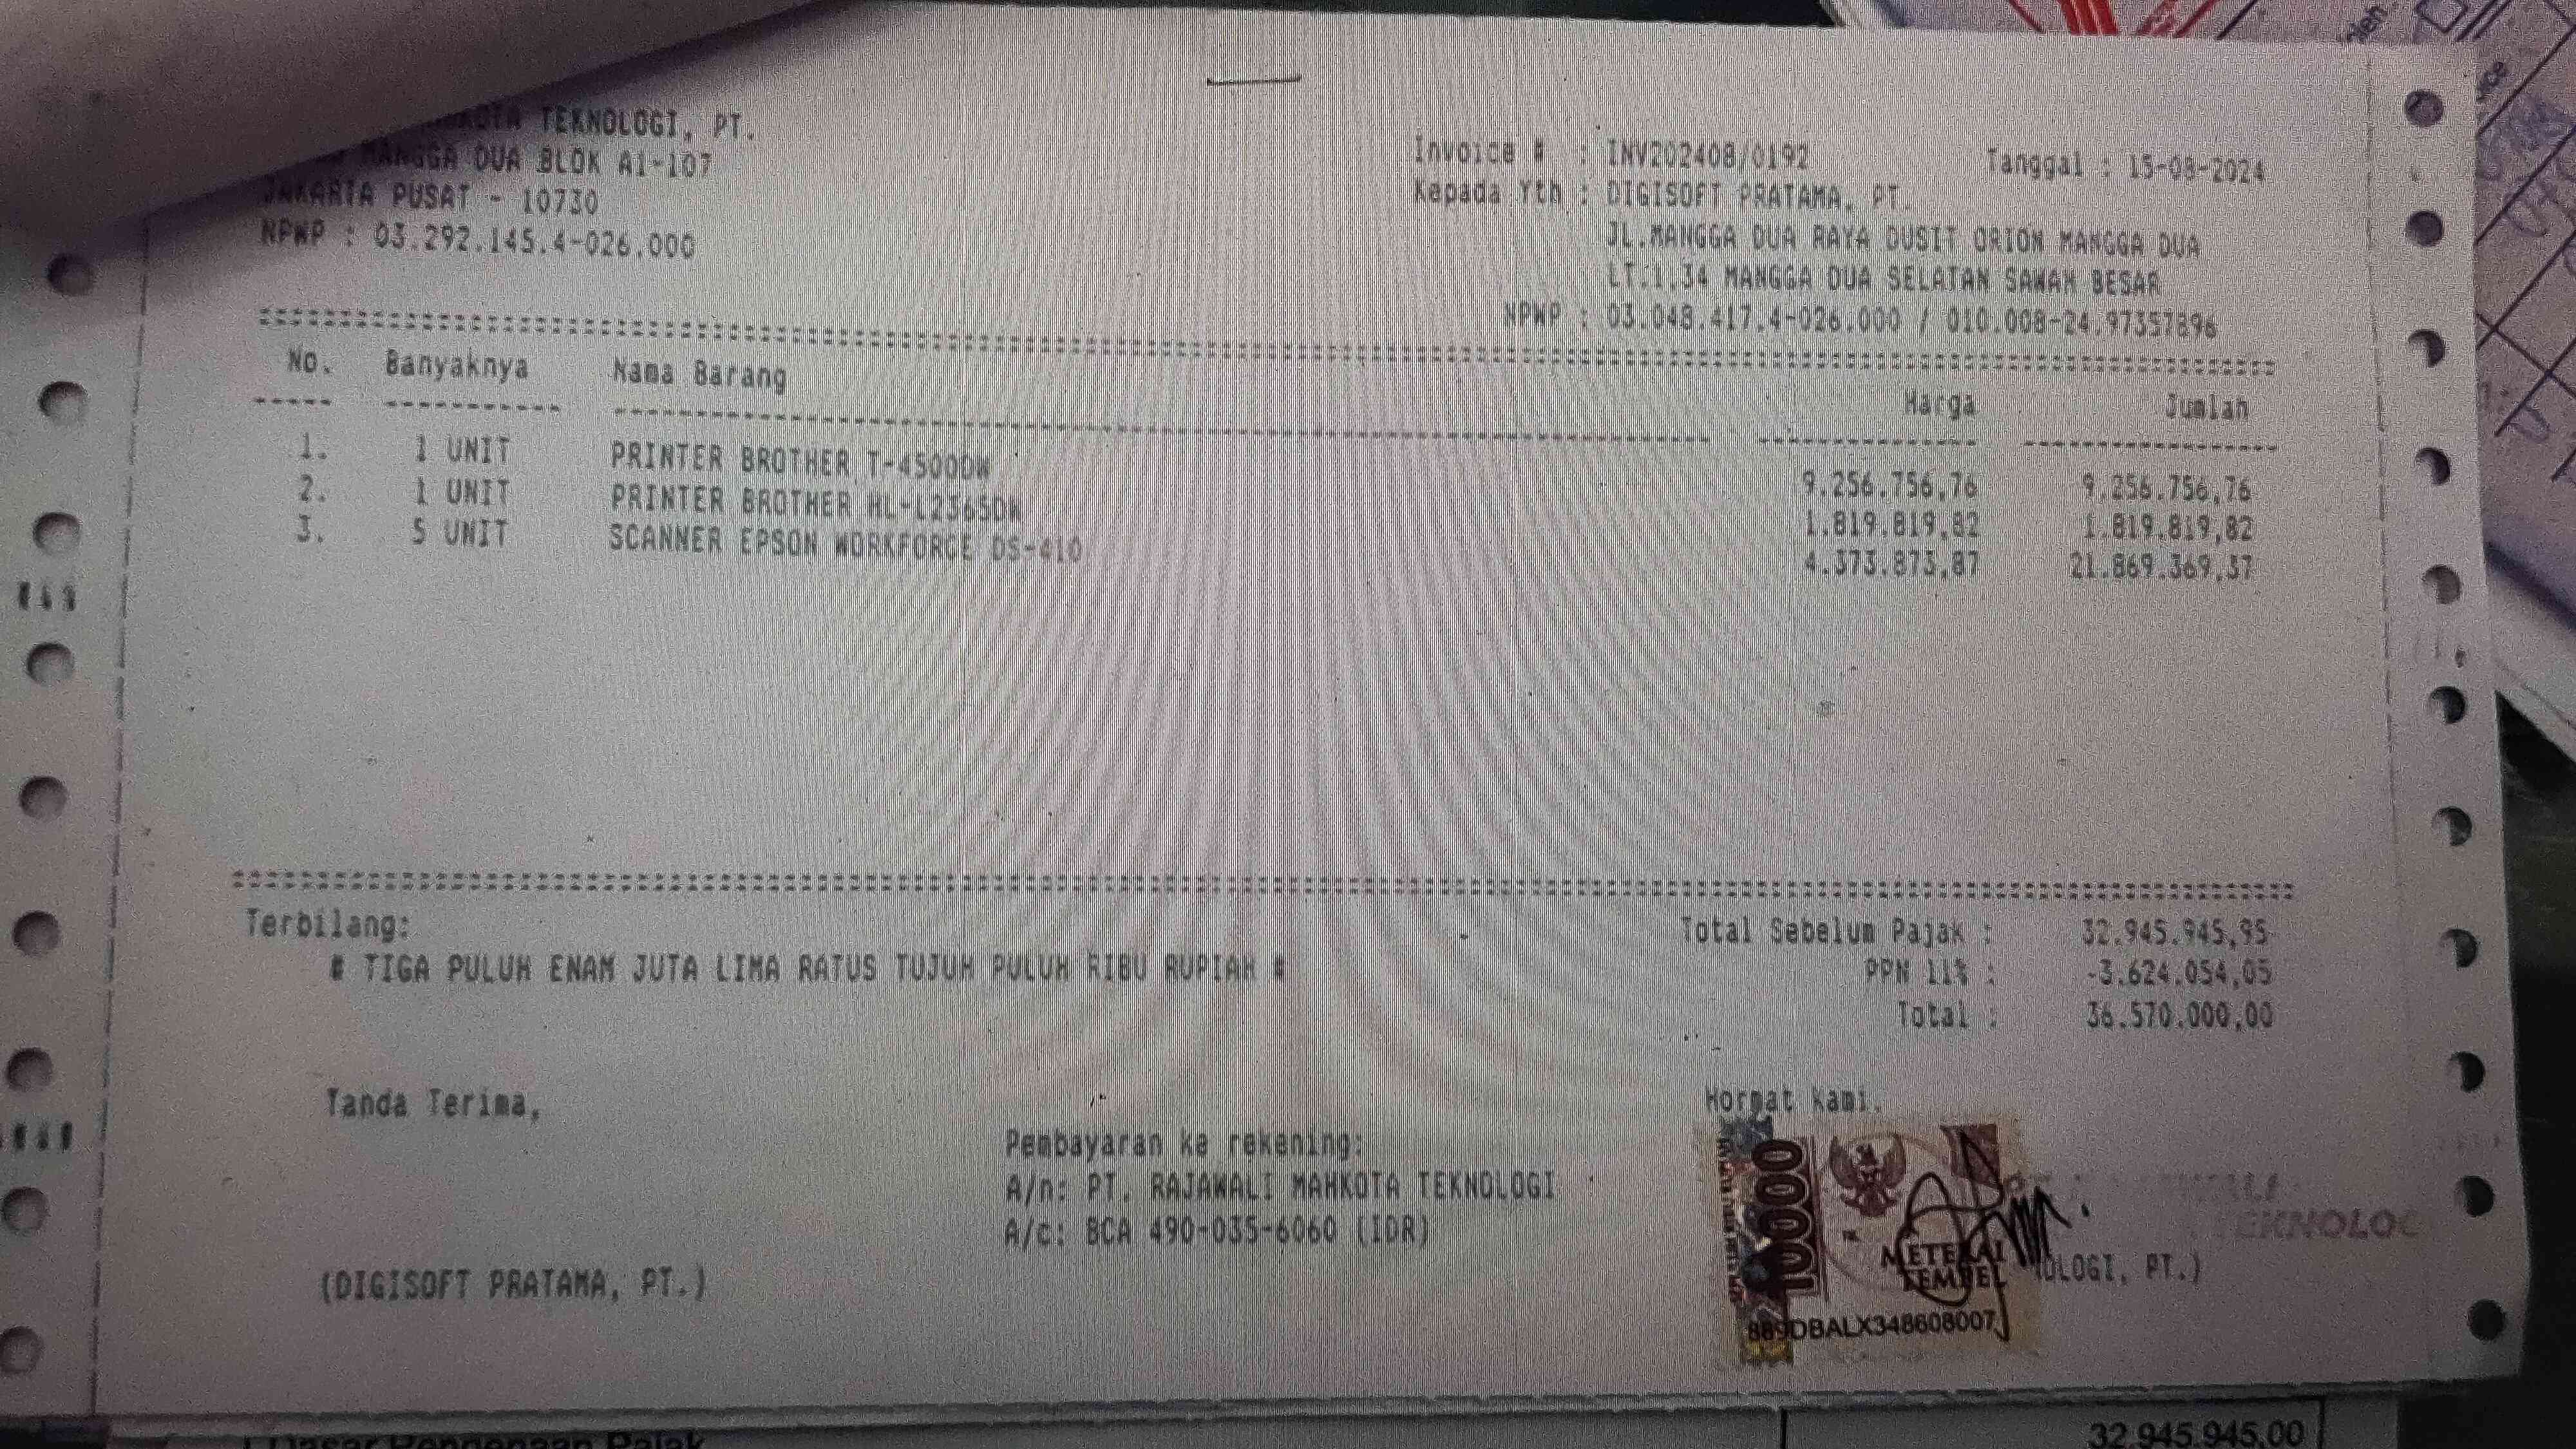 TEKNOLOGI, PT.
MANGGA DUA BLOK A1-107
JAKARTA PUSAT - 10730
NPWP : 03.292.145.4-026.000
Invoice # : INV202408/0192 Tanggal : 15-08-2024
Kepada Yth : DIGISOFT PRATAMA, PT.
JL.MANGGA DUA RAYA DUSIT ORION MANGGA DUA
LT.1.34 MANGGA DUA SELATAN SAWAH BESAR
NPWP : 03.048.417.4-026.000 / 010.008-24.97357896
No. Banyaknya Nama Barang Harga Jumlah
1. 1 UNIT PRINTER BROTHER T-4500DW 9.256.756,76 9.256.756,76
2. 1 UNIT PRINTER BROTHER HL-L2365DW 1.819.819,82 1.819.819,82
3. 5 UNIT SCANNER EPSON WORKFORCE DS-410 4.373.873,87 21.869.369,37
Terbilang:
# TIGA PULUH ENAM JUTA LIMA RATUS TUJUH PULUH RIBU RUPIAH #
Total Sebelum Pajak : 32.945.945,95
PPN 11% : 3.624.054,05
Total : 36.570.000,00
Tanda Terima,
Hormat Kami,
Pembayaran ke rekening:
A/n: PT. RAJAWALI MAHKOTA TEKNOLOGI
A/c: BCA 490-035-6060 (IDR)
(DIGISOFT PRATAMA, PT.)
10000
METERAI
TEMPEL
889DBALX348608007
TEKNOLOG
OLOGI, PT.)
Dasar Pengenaan Pajak 32.945.945,00